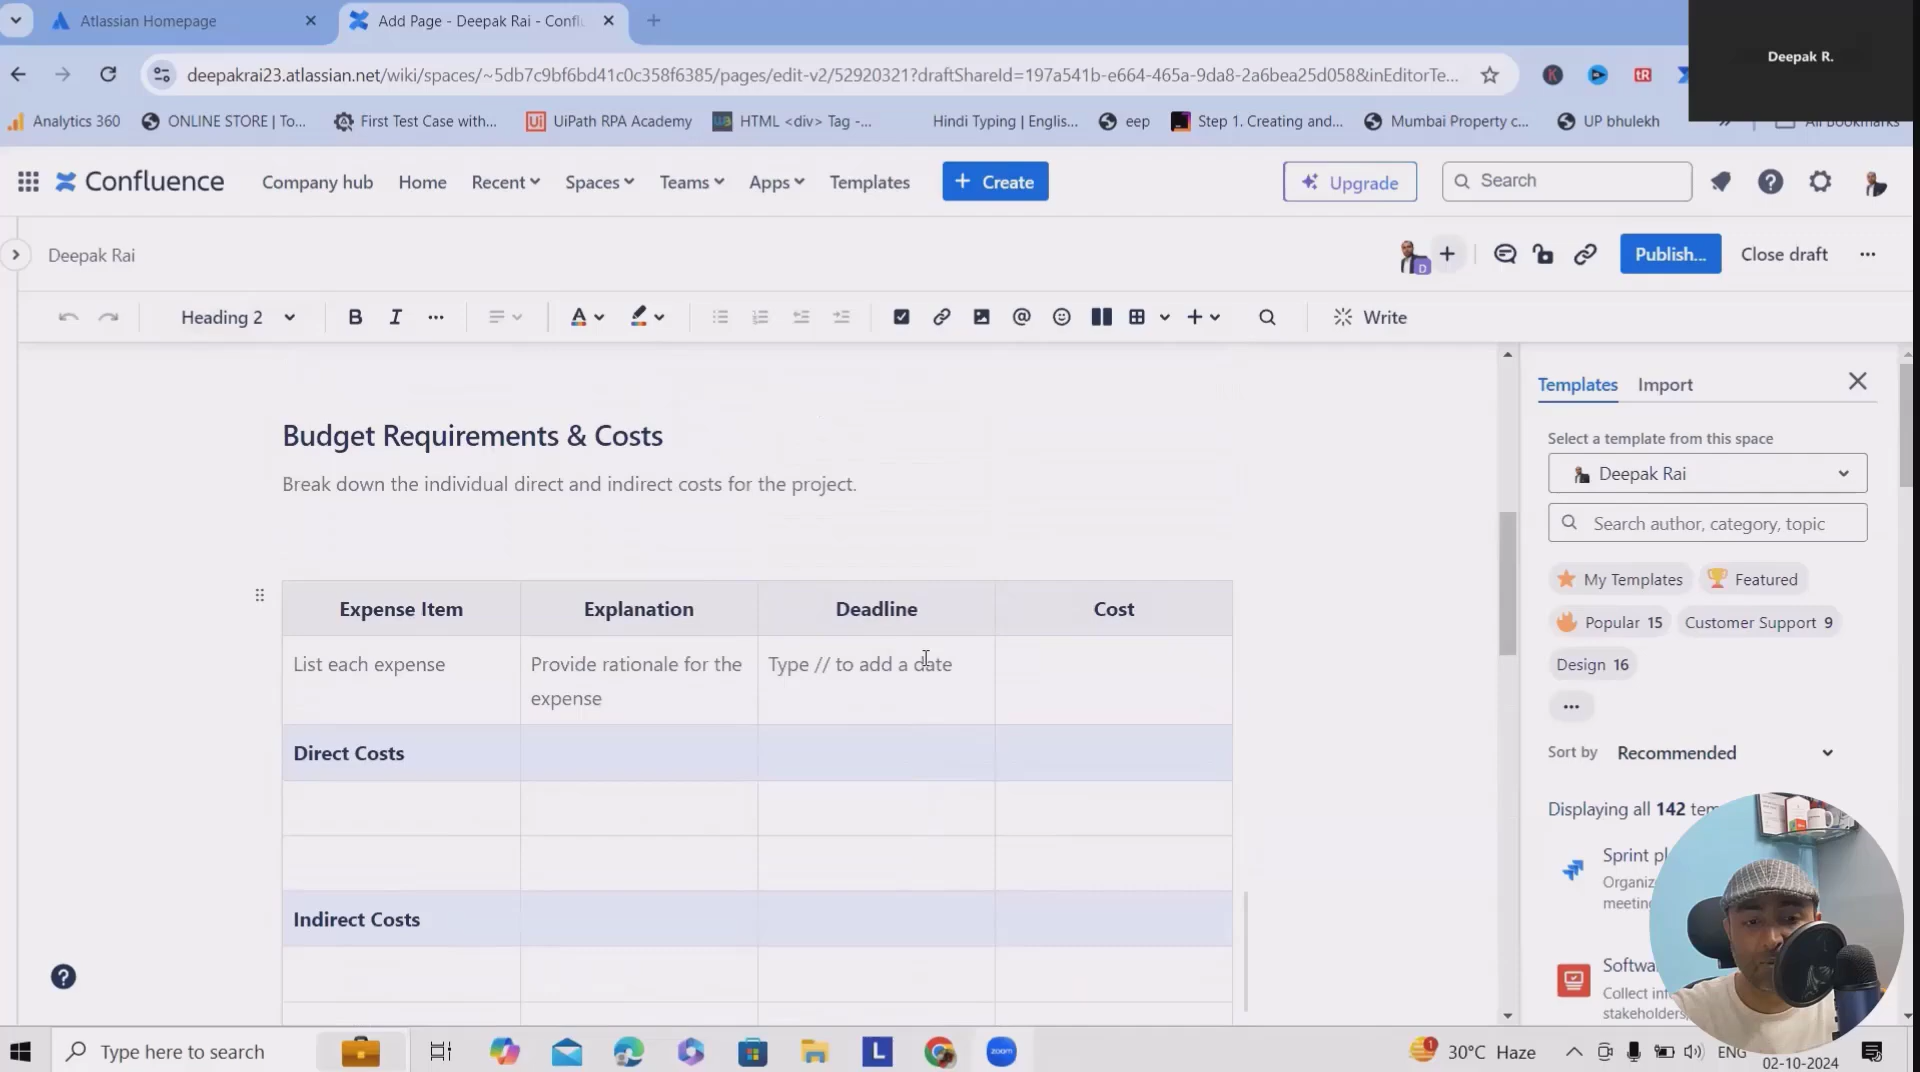 Atlassian Homepage
Add Page - Deepak Rai - Conflu
Deepak R.
deepakrai23.atlassian.net/wiki/spaces/~5db7c9bf6bd41c0c358f6385/pages/edit-v2/52920321?draftShareId=197a541b-e664-465a-9da8-2a6bea25d058&inEditorTe...
Analytics 360
ONLINE STORE | To...
First Test Case with...
UiPath RPA Academy
HTML <div> Tag -...
Hindi Typing | Englis...
eep
Step 1. Creating and...
Mumbai Property c...
UP bhulekh
All Bookmarks
Confluence
Company hub
Home
Recent
Spaces
Teams
Apps
Templates
+ Create
Upgrade
Search
Deepak Rai
Publish...
Close draft
Heading 2
B I
Write
Templates
Import
Select a template from this space
Deepak Rai
Search author, category, topic
My Templates
Featured
Popular 15
Customer Support 9
Design 16
Sort by Recommended
Displaying all 142
Budget Requirements & Costs
Break down the individual direct and indirect costs for the project.
Expense Item
Explanation
Deadline
Cost
List each expense
Provide rationale for the
expense
Type // to add a date
Direct Costs
Indirect Costs
Type here to search
zoom
30°C Haze
ENG
02-10-2024